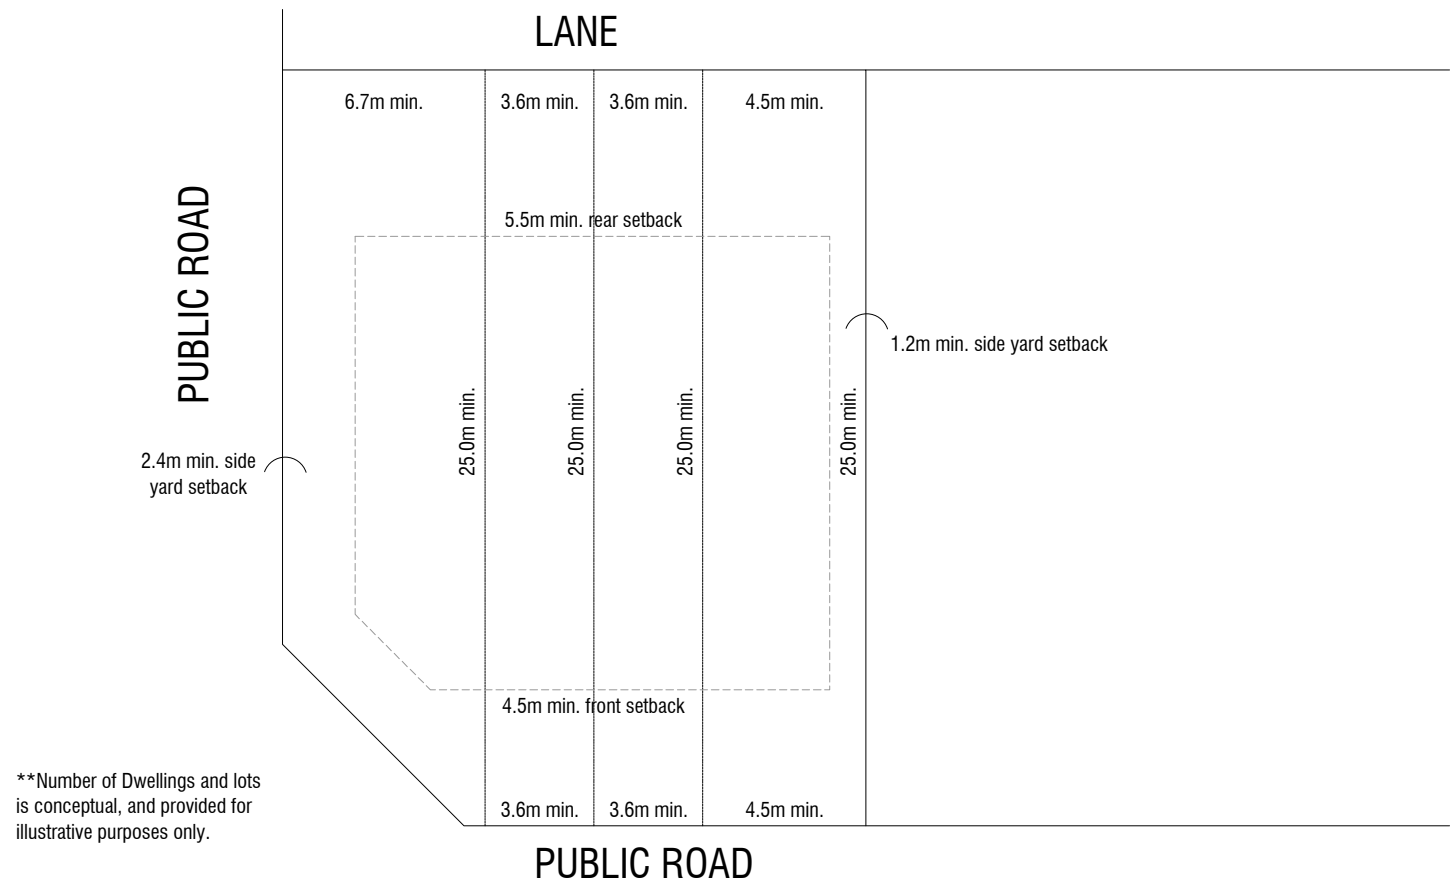 LANE
6.7m min.
3.6m min.
3.6m min.
4.5m min.
PUBLIC ROAD
5.5m min. rear setback
1.2m min. side yard setback
25.0m min.
25.0m min.
25.0m min.
25.0m min.
2.4m min. side
yard setback
4.5m min. front setback
**Number of Dwellings and lots
is conceptual, and provided for
illustrative purposes only.
3.6m min.
3.6m min.
4.5m min.
PUBLIC ROAD